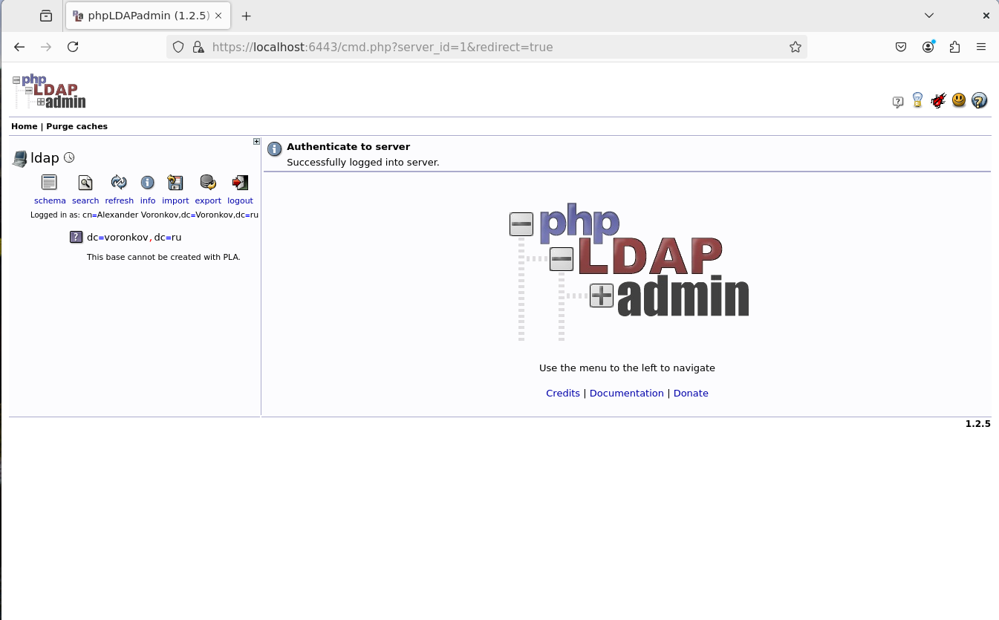 phpLDAPadmin (1.2.5)
https://localhost:6443/cmd.php?server_id=1&redirect=true
php
LDAP
admin
Home | Purge caches
ldap
schema search refresh info import export logout
Logged in as: cn=Alexander Voronkov,dc=Voronkov,dc=ru
dc=voronkov,dc=ru
This base cannot be created with PLA.
Authenticate to server
Successfully logged into server.
php
LDAP
admin
Use the menu to the left to navigate
Credits | Documentation | Donate
1.2.5